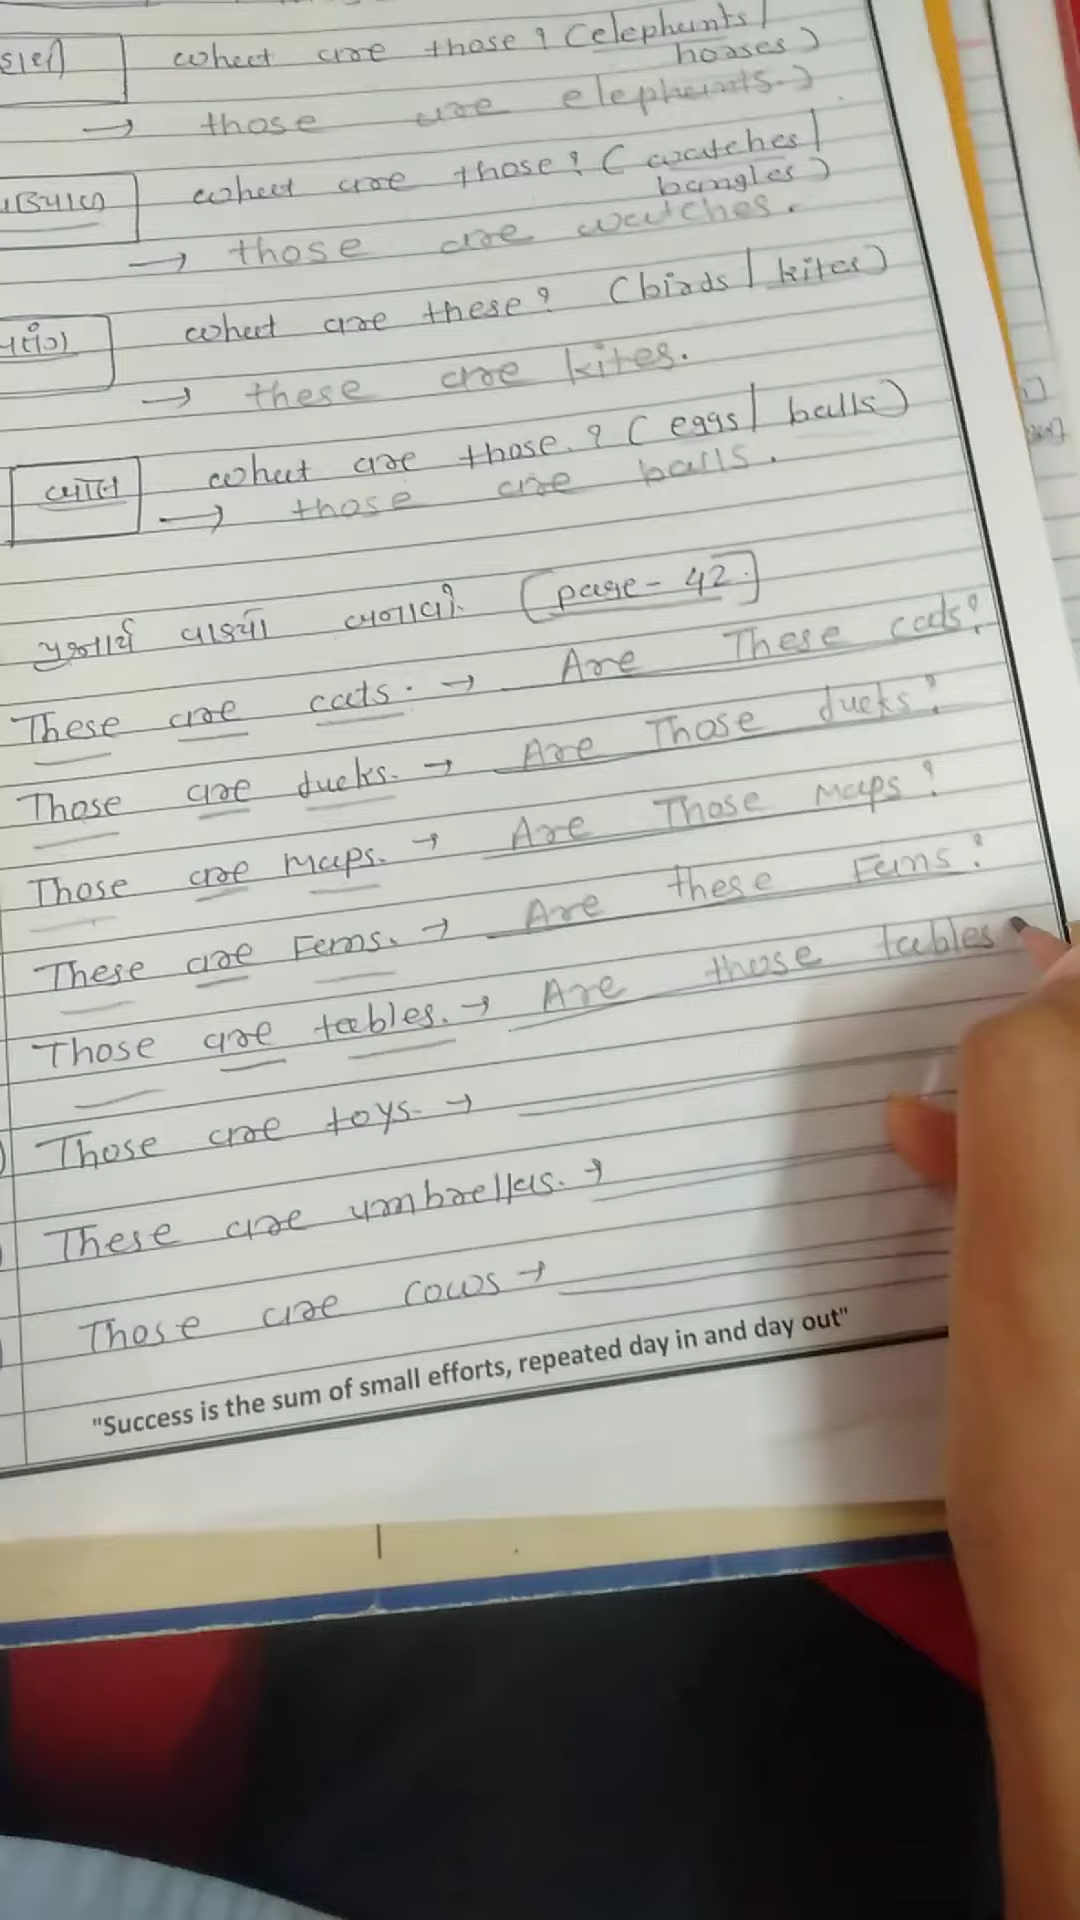 what are those? (elephants/
horses)
→ those are elephants.)
what are those? (watches/
bangles)
→ those are watches.
પતંગ what are these? (birds / kites)
→ these are kites.
બોલ what are those.? (eggs/ balls)
→ those are balls.
પ્રશ્નાર્થ વાક્યો બનાવો. [page - 42.]
These are cats. → Are These cats?
Those are ducks. → Are Those ducks?
Those are Maps. → Are Those Maps?
These are Fans. → Are these Fans?
Those are tables. → Are those tables
Those are toys. →
These are umbrellas. →
Those are cows →
"Success is the sum of small efforts, repeated day in and day out"